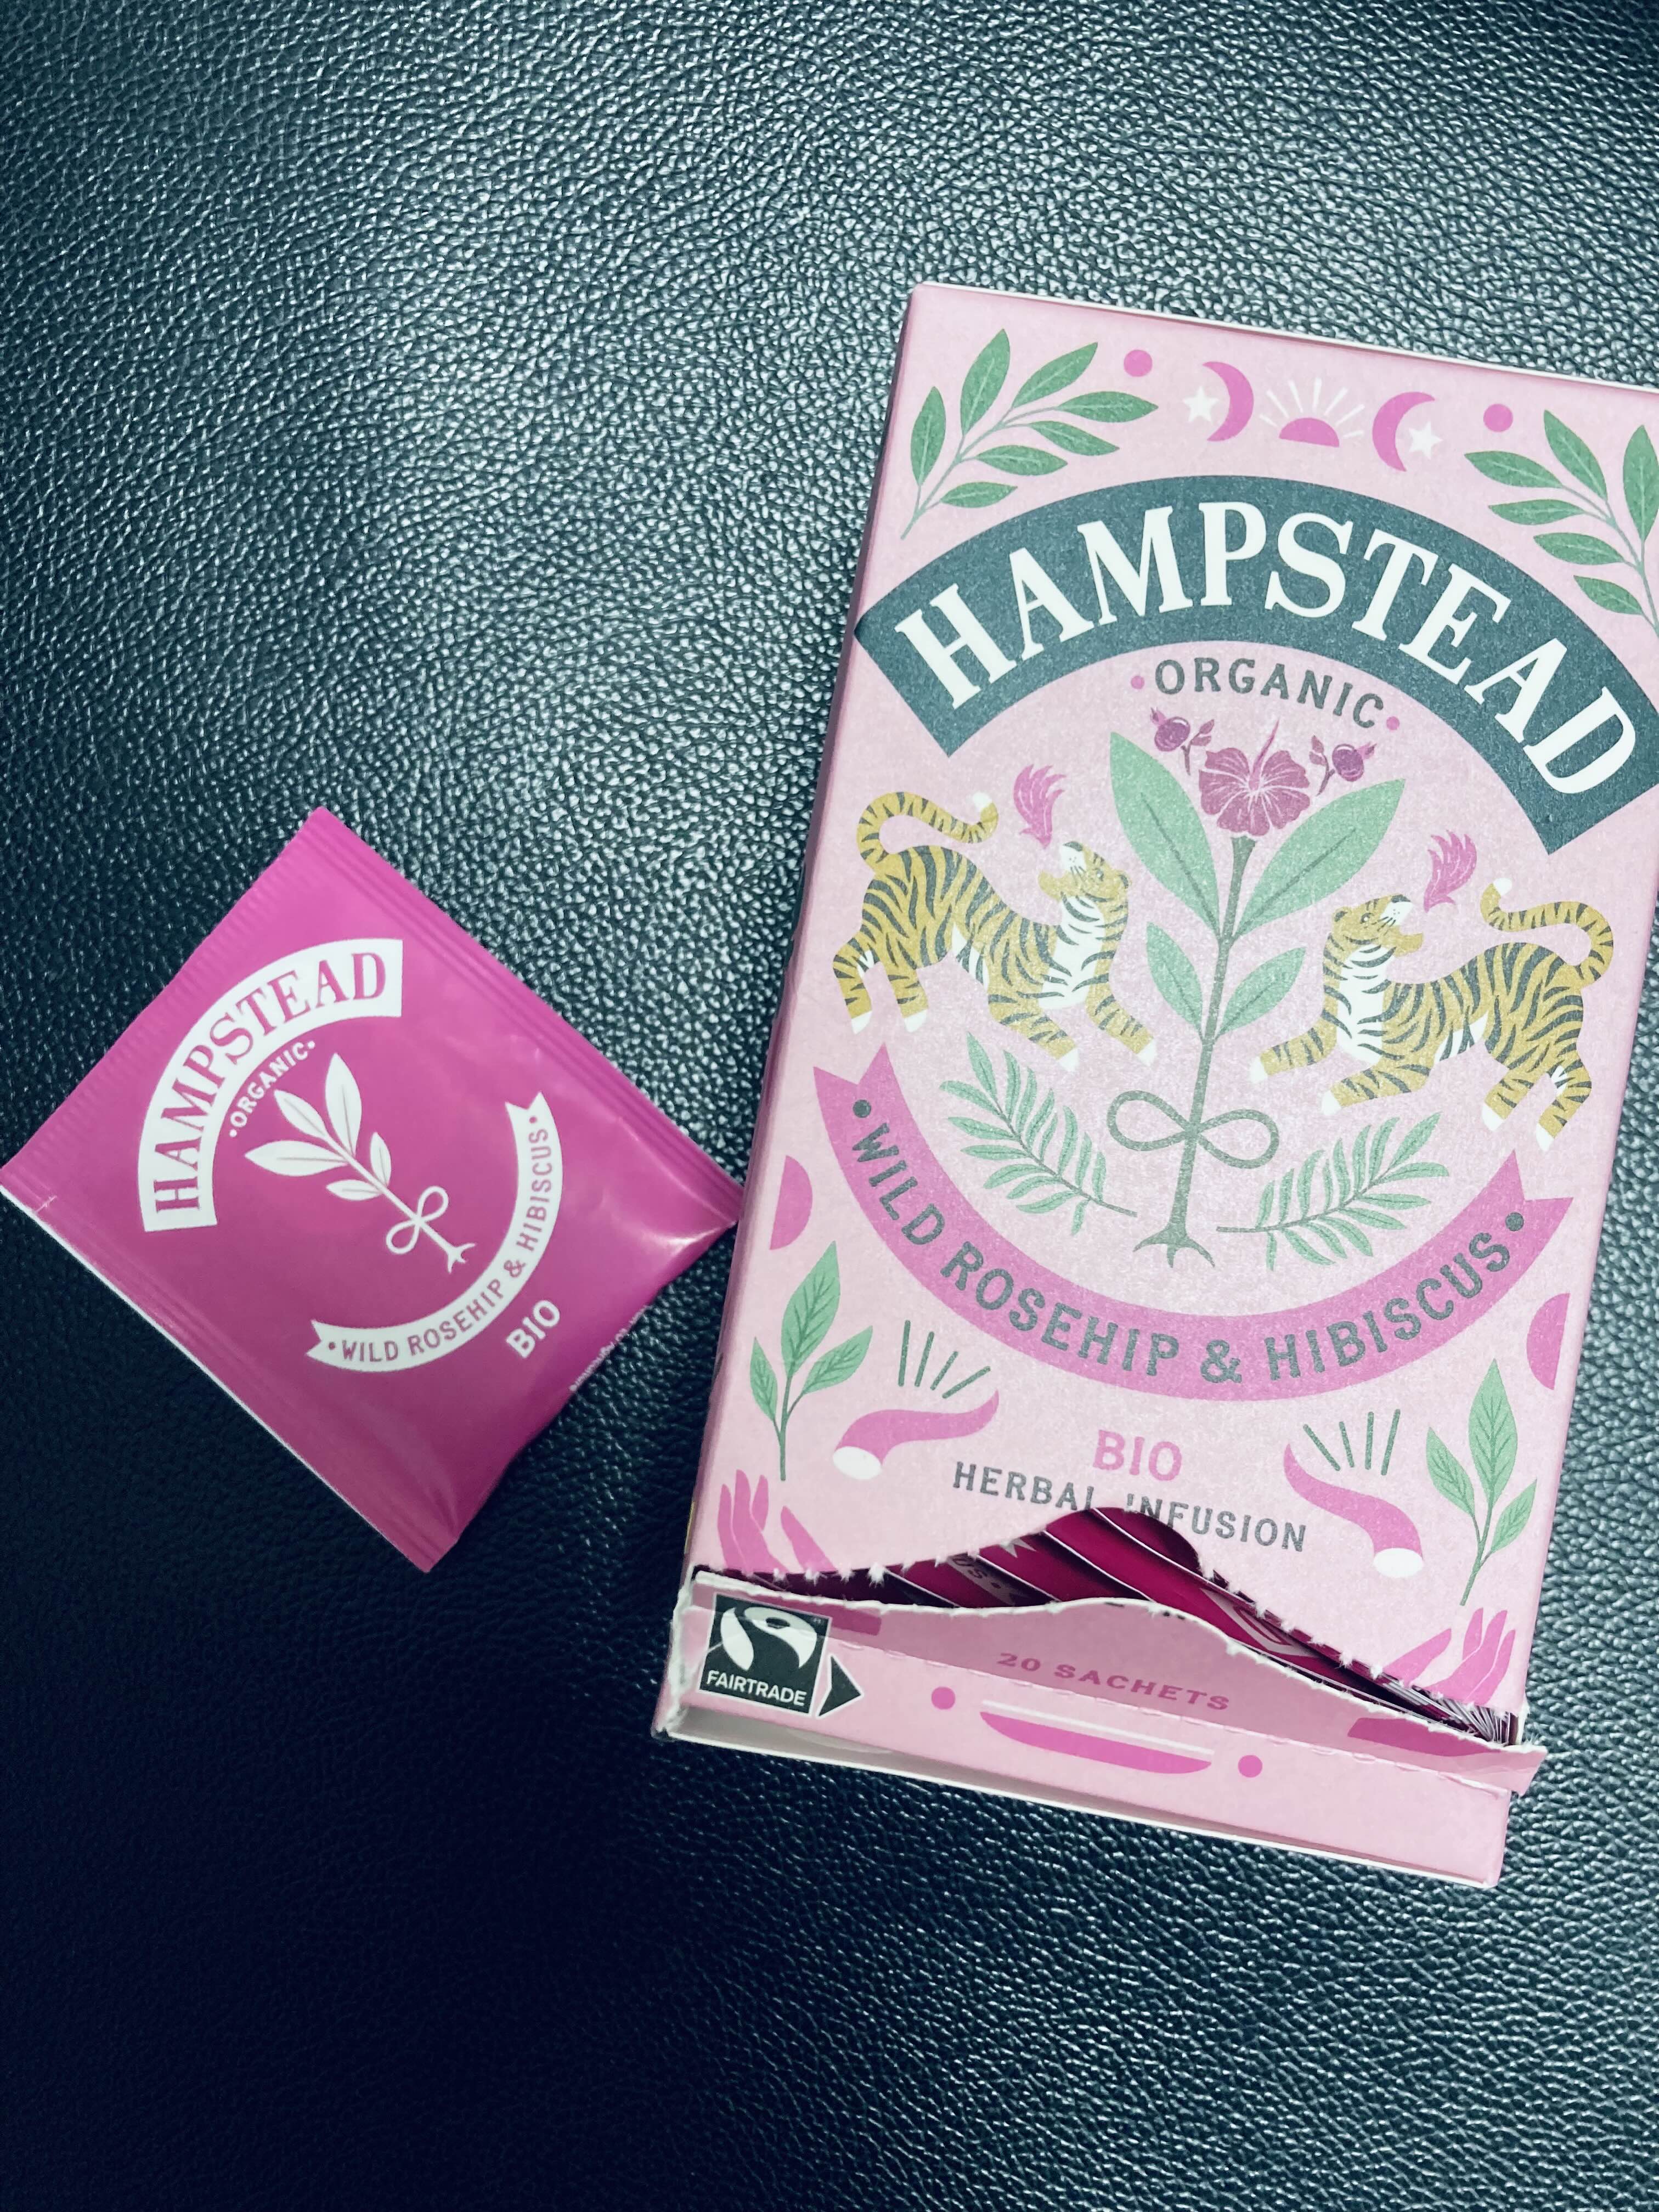 HAMPSTEAD
ORGANIC
WILD ROSEHIP & HIBISCUS
BIO
HAMPSTEAD
ORGANIC
WILD ROSEHIP & HIBISCUS
BIO
HERBAL INFUSION
FAIRTRADE
20 SACHETS